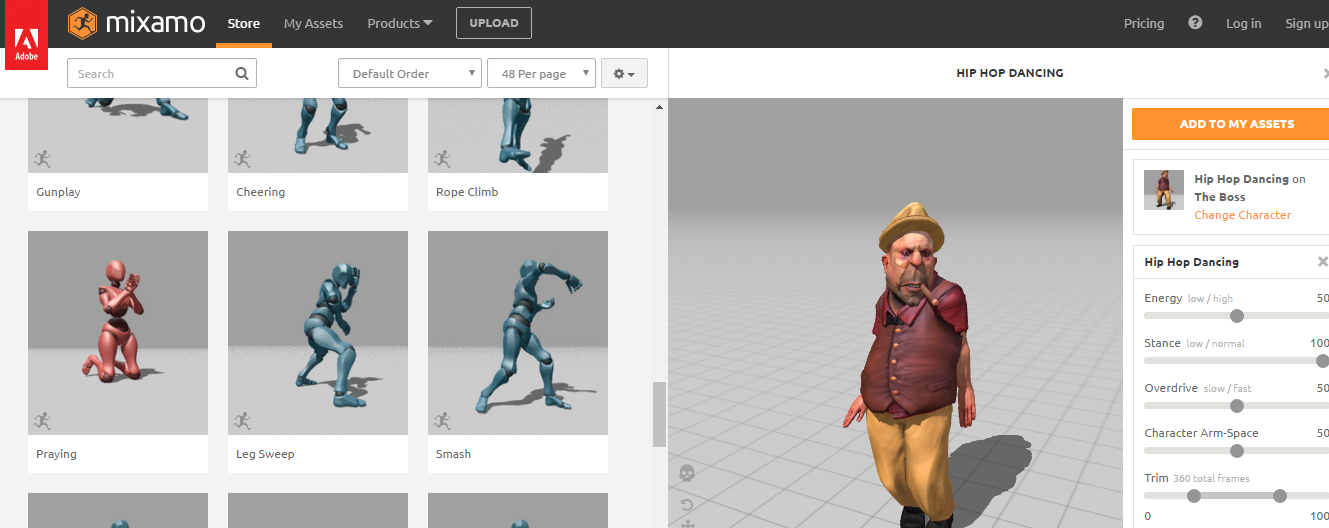 Adobe
mixamo
Store
My Assets
Products
UPLOAD
Pricing
?
Log in
Sign up
Search
Default Order
48 Per page
HIP HOP DANCING
Gunplay
Cheering
Rope Climb
Praying
Leg Sweep
Smash
ADD TO MY ASSETS
Hip Hop Dancing on
The Boss
Change Character
Hip Hop Dancing
Energy low / high 50
Stance low / normal 100
Overdrive slow / fast 50
Character Arm-Space 50
Trim 360 total frames
0 100